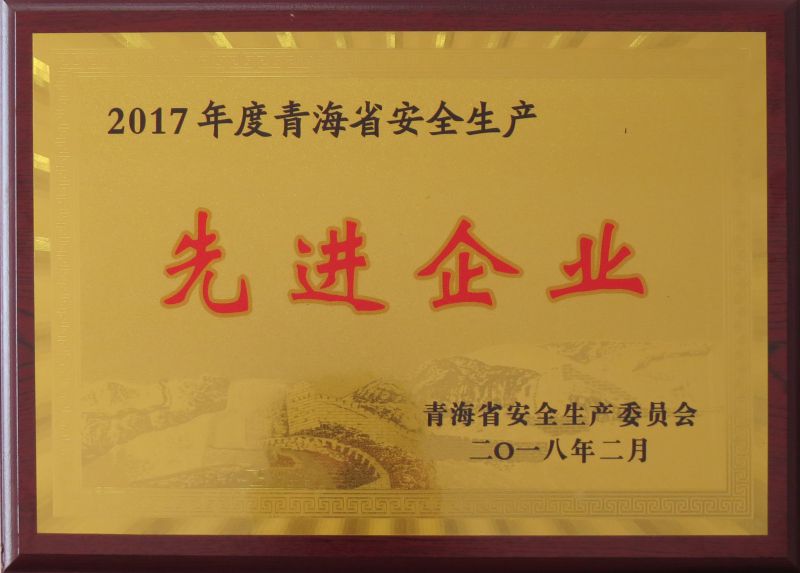 2017年度青海省安全生产
先进企业
青海省安全生产委员会
二〇一八年二月